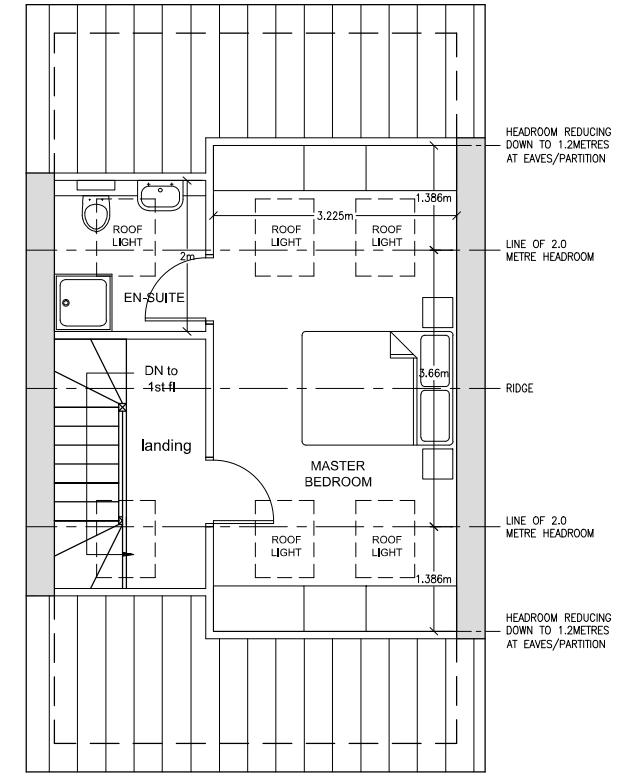 HEADROOM REDUCING
DOWN TO 1.2METRES
AT EAVES/PARTITION
1.386m
3.225m
ROOF
LIGHT
ROOF
LIGHT
ROOF
LIGHT
LINE OF 2.0
METRE HEADROOM
2m
EN-SUITE
DN to
1st fl
3.66m
RIDGE
landing
MASTER
BEDROOM
LINE OF 2.0
METRE HEADROOM
ROOF
LIGHT
ROOF
LIGHT
1.386m
HEADROOM REDUCING
DOWN TO 1.2METRES
AT EAVES/PARTITION